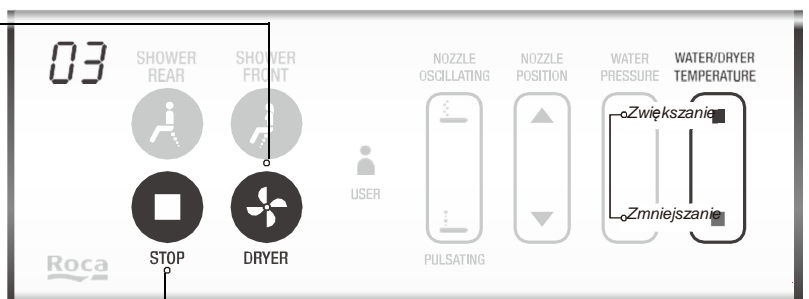 03
SHOWER
REAR
SHOWER
FRONT
NOZZLE
OSCILLATING
NOZZLE
POSITION
WATER
PRESSURE
WATER/DRYER
TEMPERATURE
Zwiększanie
USER
Zmniejszanie
STOP
DRYER
PULSATING
Roca